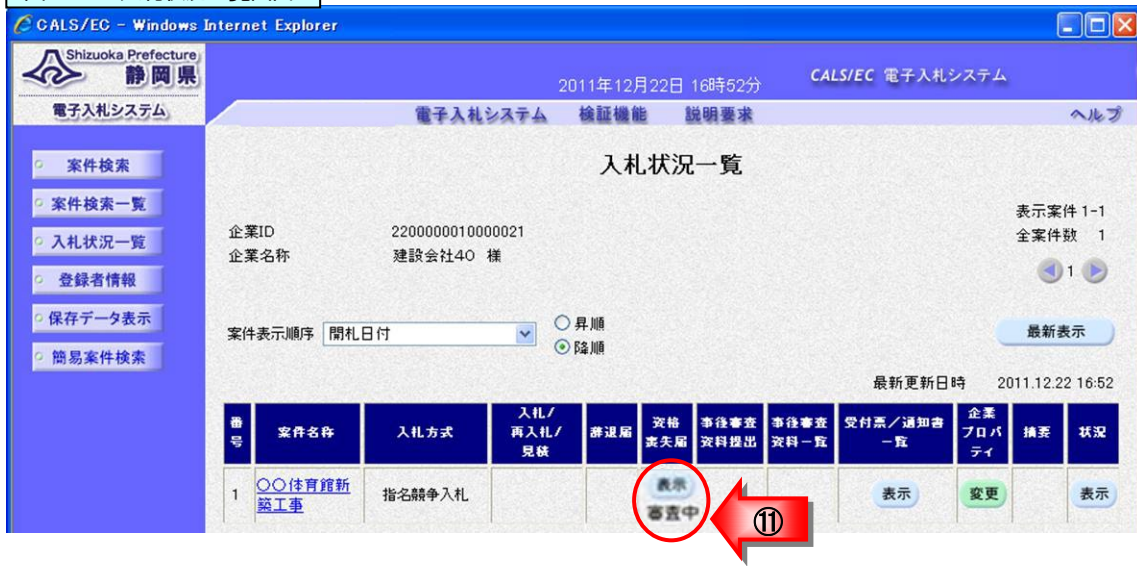 CALS/EC - Windows Internet Explorer
Shizuoka Prefecture
静岡県
電子入札システム
2011年12月22日 16時52分
CALS/EC 電子入札システム
電子入札システム 検証機能 説明要求 ヘルプ
案件検索
案件検索一覧
入札状況一覧
登録者情報
保存データ表示
簡易案件検索
入札状況一覧
表示案件 1-1
全案件数 1
1
企業ID 2200000010000021
企業名称 建設会社40 様
案件表示順序 開札日付
昇順
降順
最新表示
最新更新日時 2011.12.22 16:52
番号 案件名称 入札方式 入札/再入札/見積 辞退届 資格喪失届 事後審査資料提出 事後審査資料一覧 受付票/通知書一覧 企業プロパティ 摘要 状況
1 〇〇体育館新築工事 指名競争入札 表示 審査中 表示 変更 表示
⑪